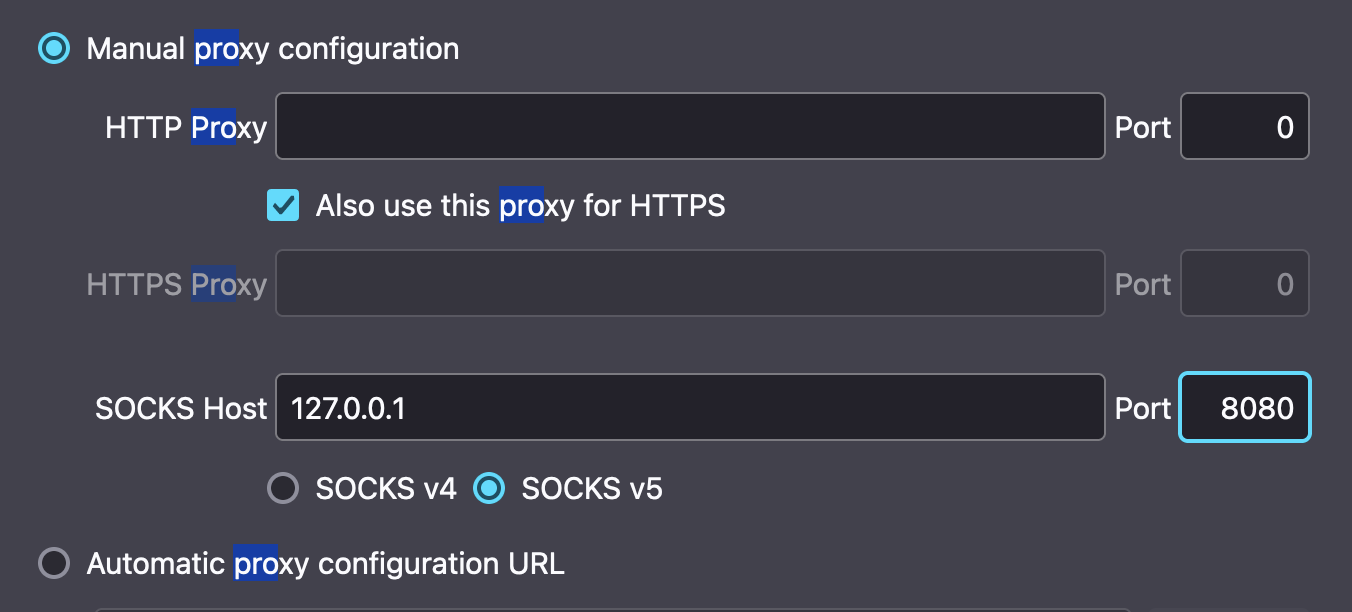 Manual proxy configuration
HTTP Proxy Port 0
Also use this proxy for HTTPS
HTTPS Proxy Port 0
SOCKS Host 127.0.0.1 Port 8080
SOCKS v4 SOCKS v5
Automatic proxy configuration URL